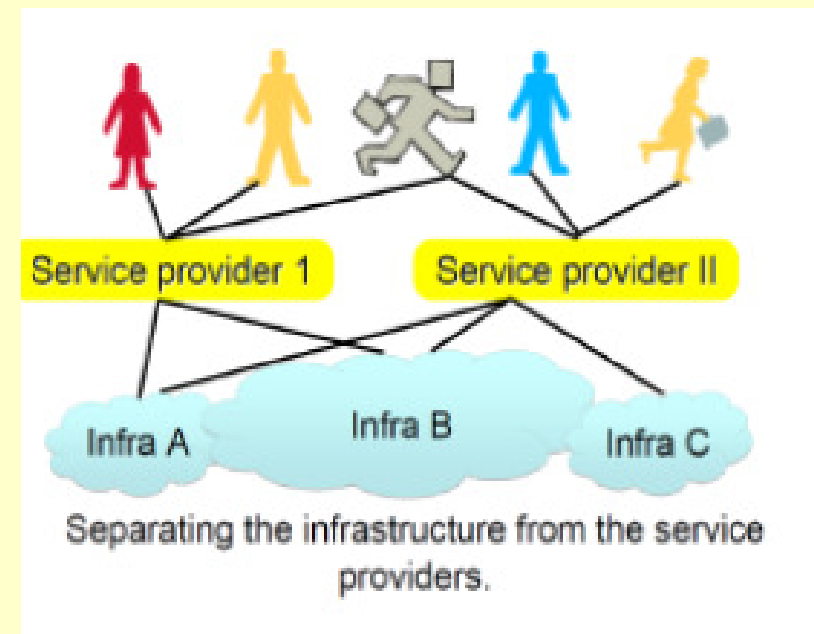 Service provider 1
Service provider II
Infra A
Infra B
Infra C
Separating the infrastructure from the service
providers.